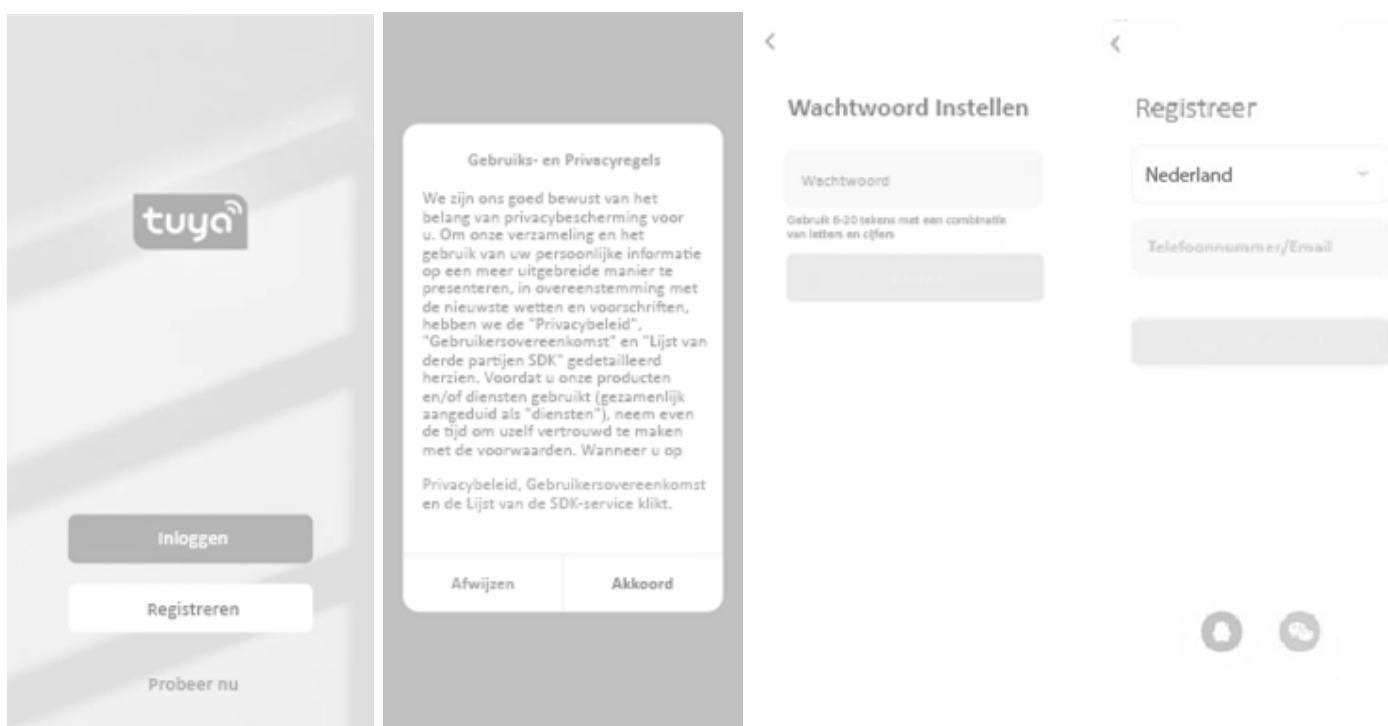 tuya
Inloggen
Registreren
Probeer nu
Gebruiks- en Privacyregels
We zijn ons goed bewust van het
belang van privacybescherming voor
u. Om onze verzameling en het
gebruik van uw persoonlijke informatie
op een meer uitgebreide manier te
presenteren, in overeenstemming met
de nieuwste wetten en voorschriften,
hebben we de "Privacybeleid",
"Gebruikersovereenkomst" en "Lijst van
derde partijen SDK" gedetailleerd
herzien. Voordat u onze producten
en/of diensten gebruikt (gezamenlijk
aangeduid als "diensten"), neem even
de tijd om uzelf vertrouwd te maken
met de voorwaarden. Wanneer u op
Privacybeleid, Gebruikersovereenkomst
en de Lijst van de SDK-service klikt.
Afwijzen
Akkoord
Wachtwoord Instellen
Wachtwoord
Gebruik 6-20 tekens met een combinatie
van letters en cijfers
Registreer
Nederland
Telefoonnummer/Email